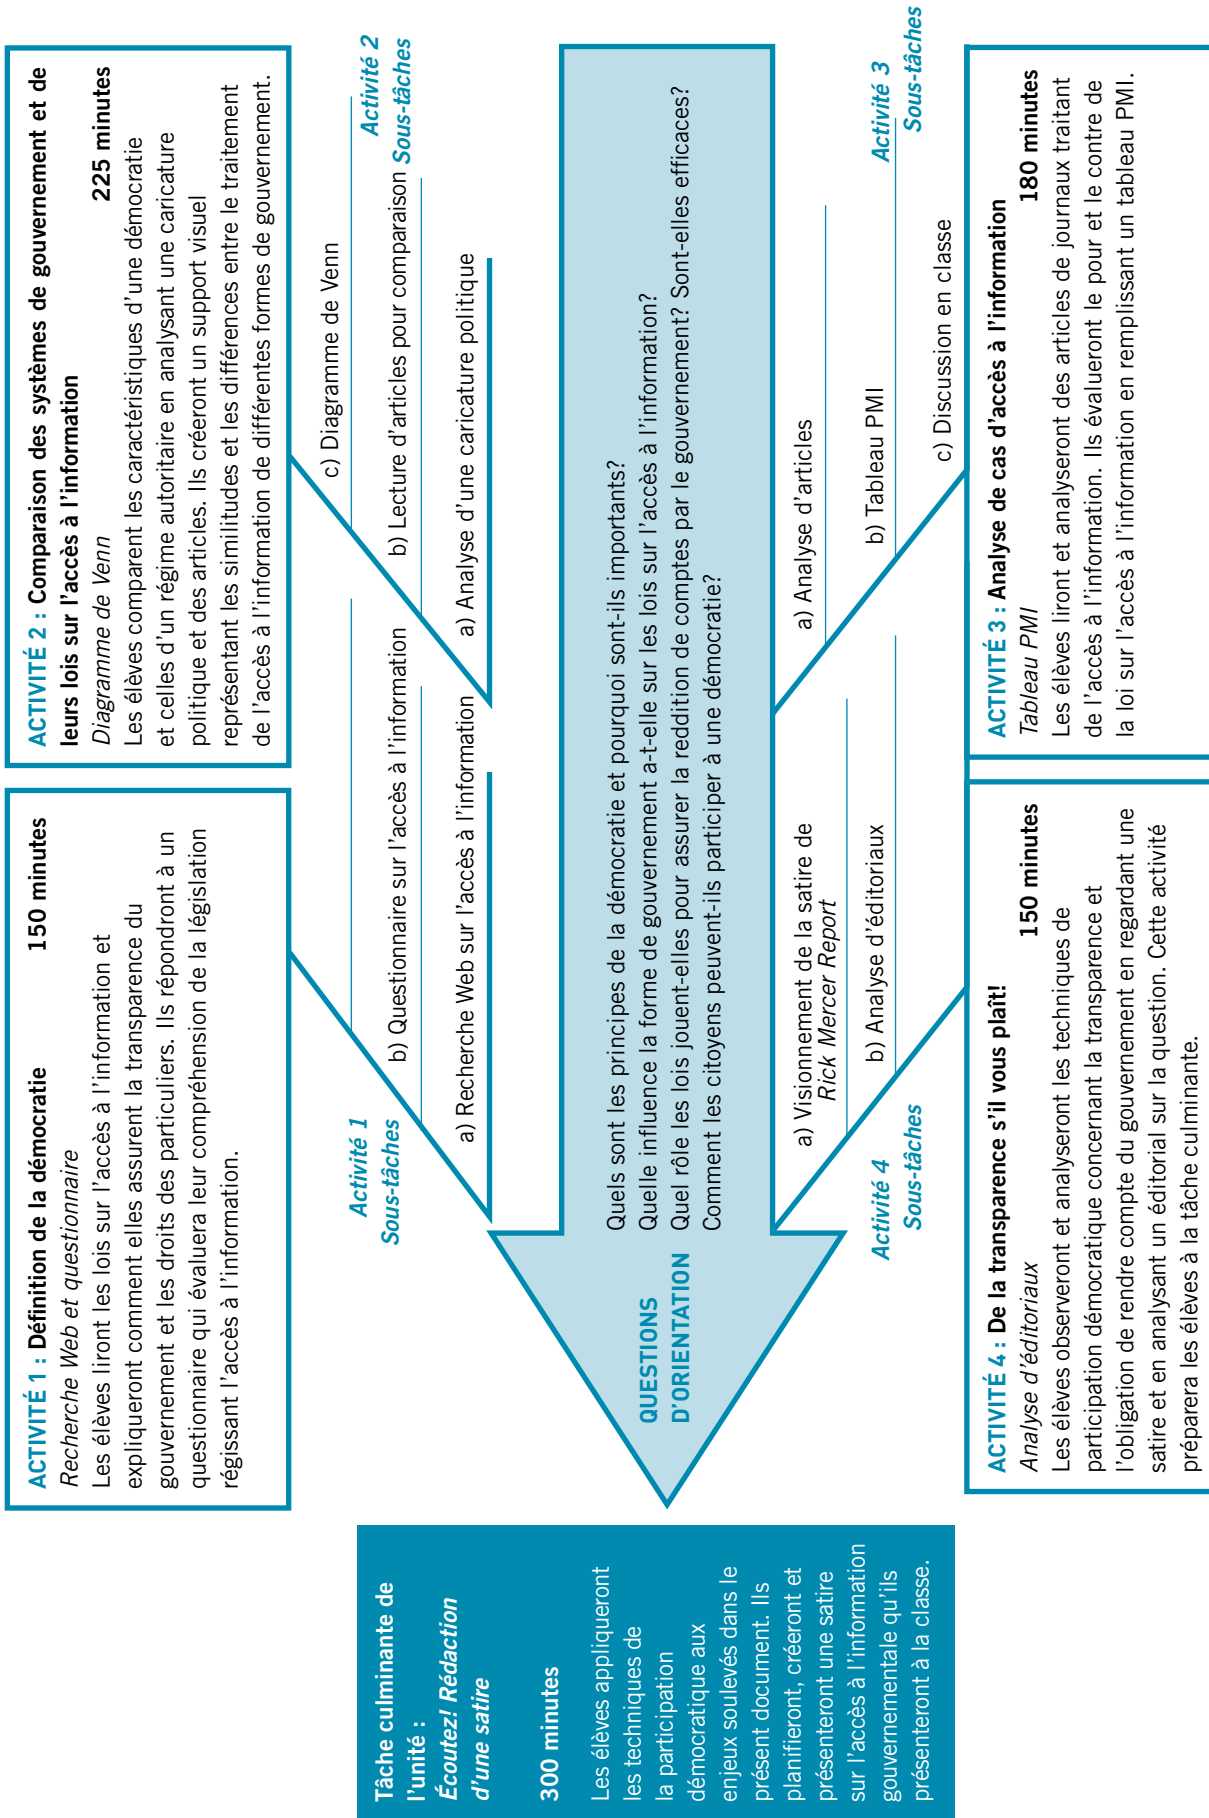 Tâche culminante de
l'unité :
Écoutez! Rédaction
d'une satire
300 minutes
Les élèves appliqueront
les techniques de
la participation
démocratique aux
enjeux soulevés dans le
présent document. Ils
planifieront, créeront et
présenteront une satire
sur l'accès à l'information
gouvernementale qu'ils
présenteront à la classe.
ACTIVITÉ 1 : Définition de la démocratie
Recherche Web et questionnaire 150 minutes
Les élèves liront les lois sur l'accès à l'information et
expliqueront comment elles assurent la transparence du
gouvernement et les droits des particuliers. Ils répondront à un
questionnaire qui évaluera leur compréhension de la législation
régissant l'accès à l'information.
Activité 1
Sous-tâches
b) Questionnaire sur l'accès à l'information
a) Recherche Web sur l'accès à l'information
ACTIVITÉ 2 : Comparaison des systèmes de gouvernement et de
leurs lois sur l'accès à l'information
Diagramme de Venn 225 minutes
Les élèves comparent les caractéristiques d'une démocratie
et celles d'un régime autoritaire en analysant une caricature
politique et des articles. Ils créeront un support visuel
représentant les similitudes et les différences entre le traitement
de l'accès à l'information de différentes formes de gouvernement.
c) Diagramme de Venn
Activité 2
Sous-tâches
b) Lecture d'articles pour comparaison
a) Analyse d'une caricature politique
QUESTIONS
D'ORIENTATION
Quels sont les principes de la démocratie et pourquoi sont-ils importants?
Quelle influence la forme de gouvernement a-t-elle sur les lois sur l'accès à l'information?
Quel rôle les lois jouent-elles pour assurer la reddition de comptes par le gouvernement? Sont-elles efficaces?
Comment les citoyens peuvent-ils participer à une démocratie?
a) Visionnement de la satire de
Rick Mercer Report
b) Analyse d'éditoriaux
Activité 4
Sous-tâches
ACTIVITÉ 4 : De la transparence s'il vous plaît!
Analyse d'éditoriaux 150 minutes
Les élèves observeront et analyseront les techniques de
participation démocratique concernant la transparence et
l'obligation de rendre compte du gouvernement en regardant une
satire et en analysant un éditorial sur la question. Cette activité
préparera les élèves à la tâche culminante.
a) Analyse d'articles
b) Tableau PMI
Activité 3
Sous-tâches
c) Discussion en classe
ACTIVITÉ 3 : Analyse de cas d'accès à l'information
Tableau PMI 180 minutes
Les élèves liront et analyseront des articles de journaux traitant
de l'accès à l'information. Ils évalueront le pour et le contre de
la loi sur l'accès à l'information en remplissant un tableau PMI.